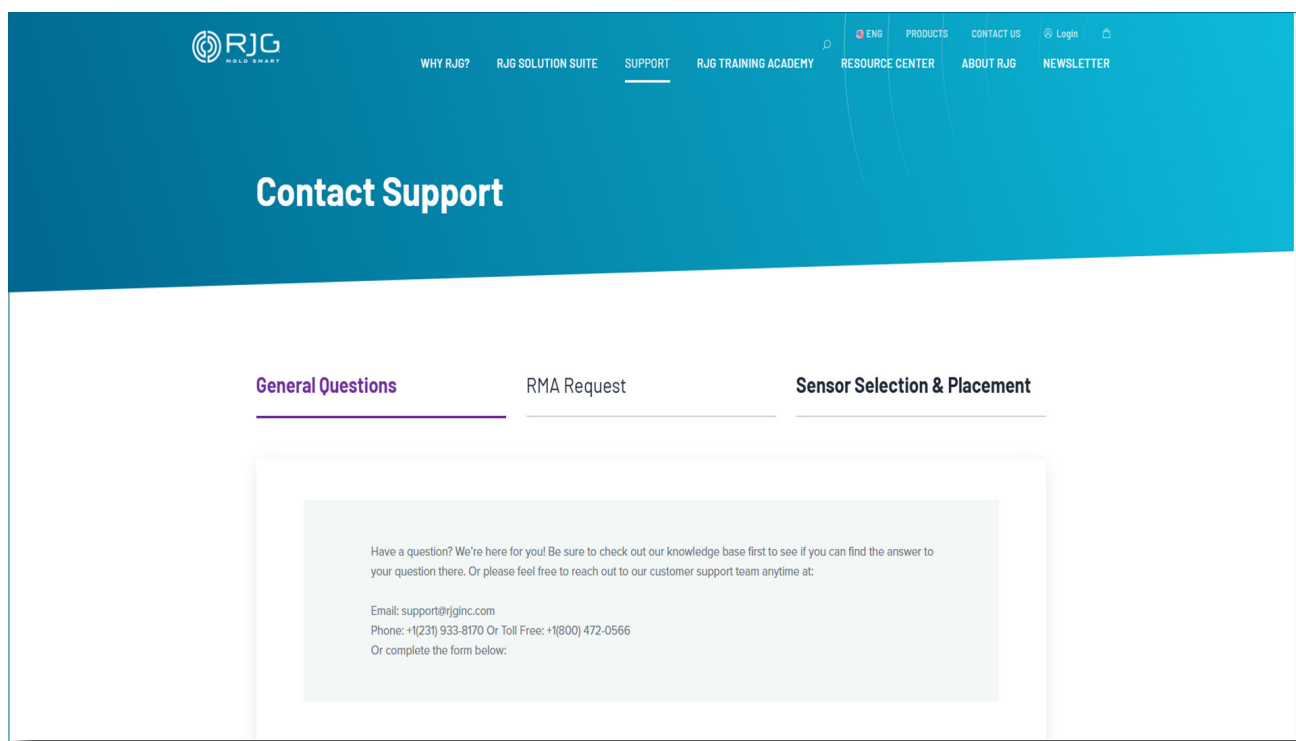 RJG
MOLD SMART
ENG PRODUCTS CONTACT US Login
WHY RJG? RJG SOLUTION SUITE SUPPORT RJG TRAINING ACADEMY RESOURCE CENTER ABOUT RJG NEWSLETTER
Contact Support
General Questions RMA Request Sensor Selection & Placement
Have a question? We're here for you! Be sure to check out our knowledge base first to see if you can find the answer to
your question there. Or please feel free to reach out to our customer support team anytime at:
Email: support@rjginc.com
Phone: +1(231) 933-8170 Or Toll Free: +1(800) 472-0566
Or complete the form below: